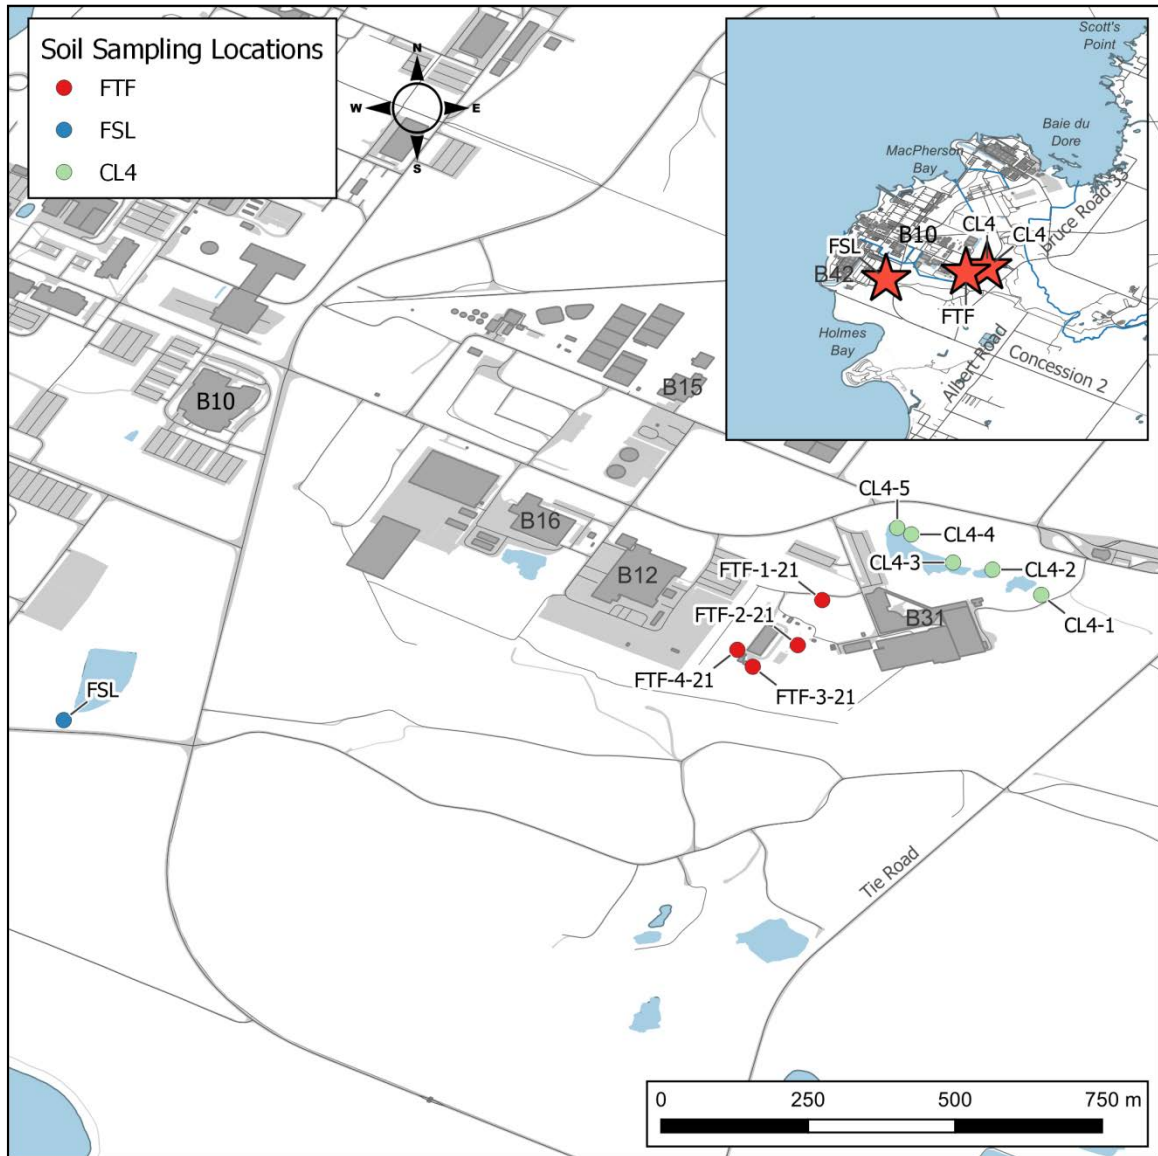 Soil Sampling Locations
FTF
FSL
CL4
N
W
E
S
Scott's
Point
Baie du
Dore
MacPherson
Bay
Bruce Road 33
CL4
CL4
B10
FSL
B42
FTF
Holmes
Bay
Albert Road
Concession 2
B15
B10
CL4-5
B16
CL4-4
CL4-3
B12
FTF-1-21
CL4-2
FTF-2-21
B31
CL4-1
FTF-4-21
FTF-3-21
FSL
Tie Road
0 250 500 750 m